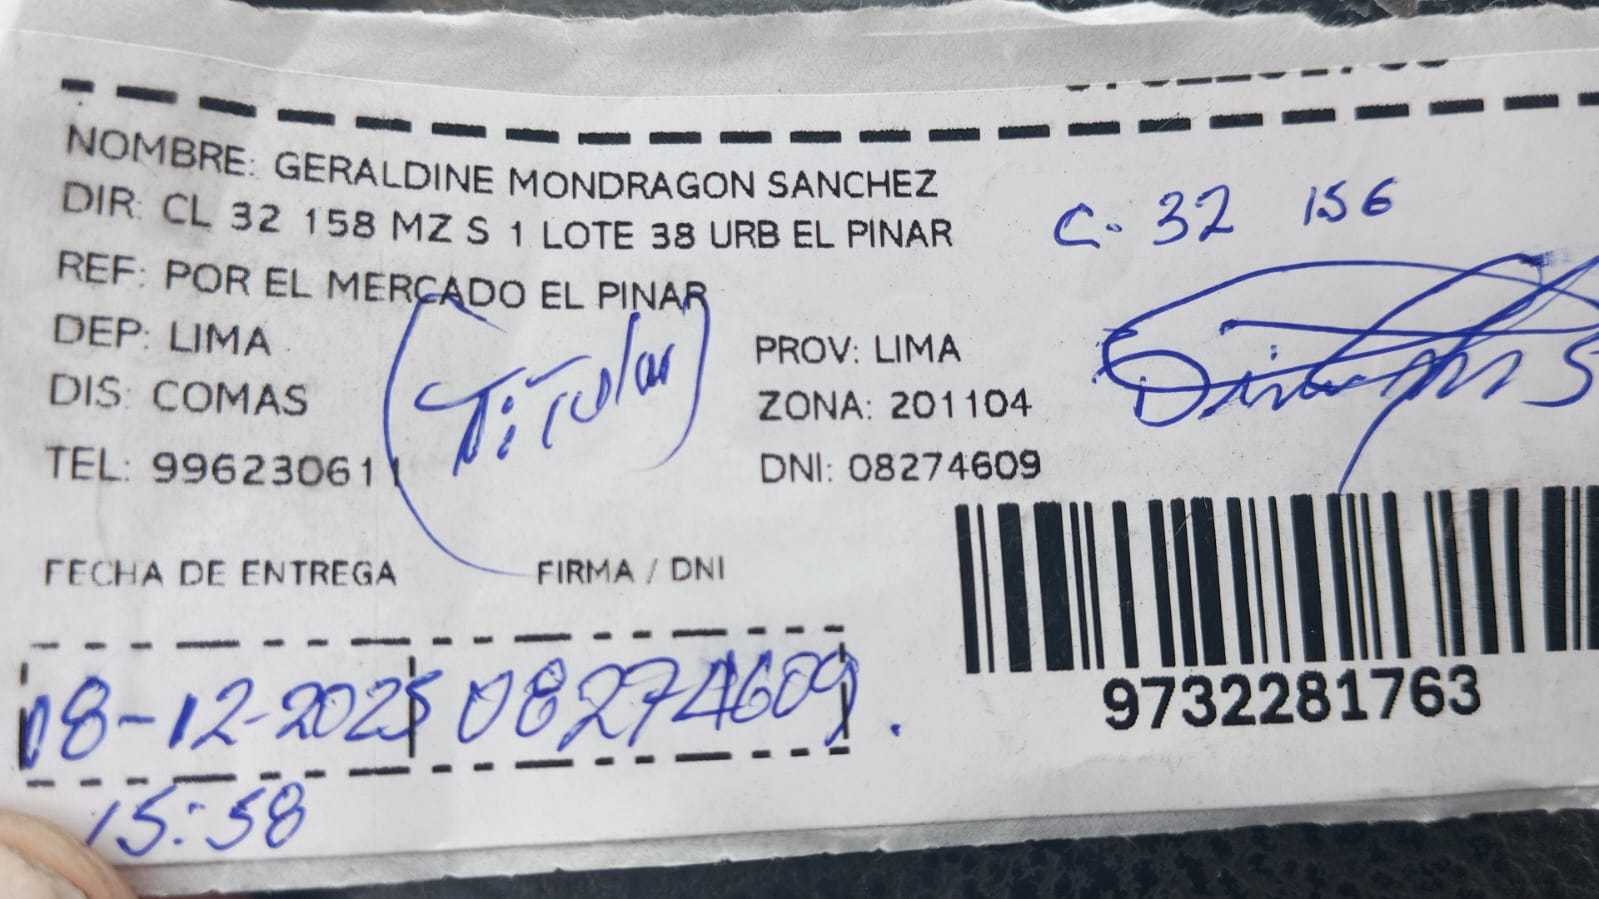 NOMBRE: GERALDINE MONDRAGON SANCHEZ
DIR: CL 32 158 MZ S 1 LOTE 38 URB EL PINAR
C. 32 156
REF: POR EL MERCADO EL PINAR
DEP: LIMA
PROV: LIMA
(Titular)
DIS: COMAS
ZONA: 201104
TEL: 996230611
DNI: 08274609
FECHA DE ENTREGA
FIRMA / DNI
08-12-2025
08274609.
15:58
9732281763